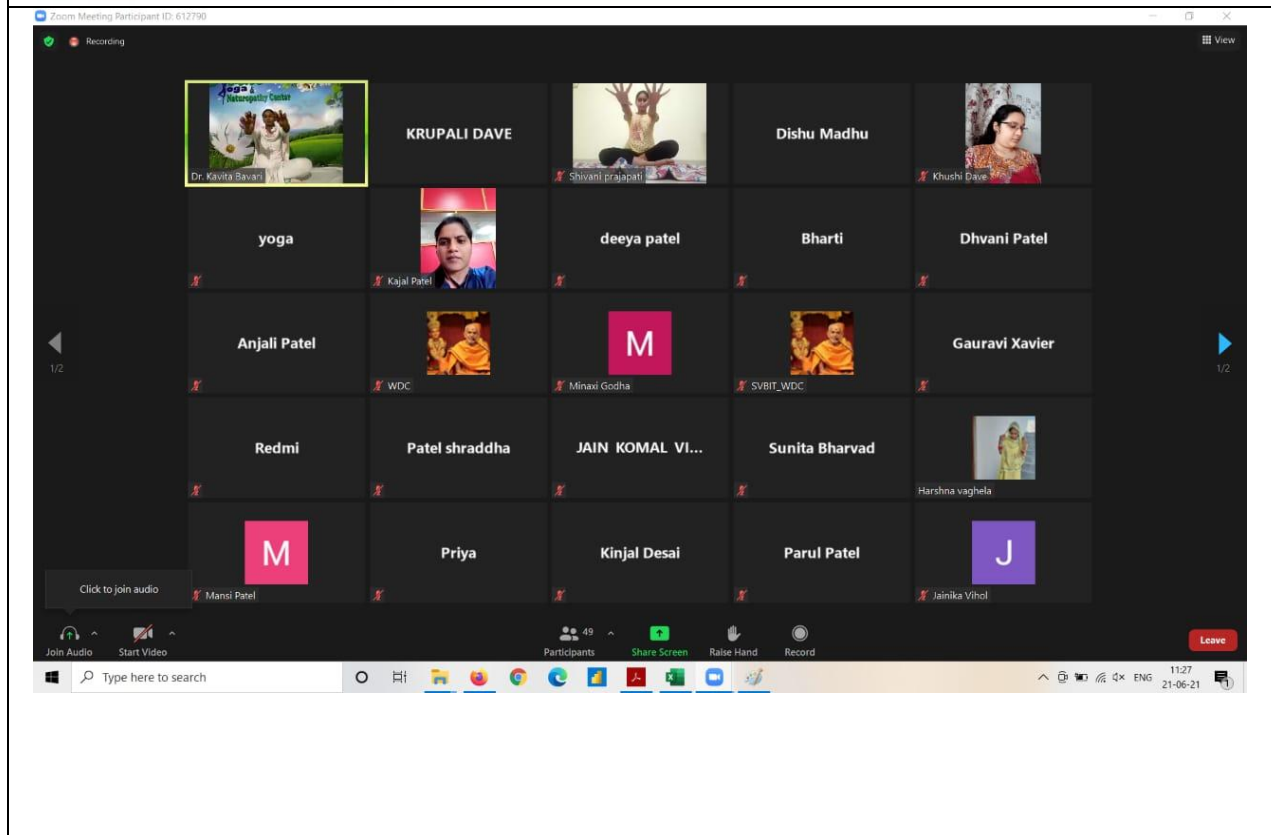 Zoom Meeting Participant ID: 612790
Recording
View
Yoga &
Naturopathy Center
Dr. Kavita Bavari
KRUPALI DAVE
Shivani prajapati
Dishu Madhu
Khushi Dave
yoga
Kajal Patel
deeya patel
Bharti
Dhvani Patel
1/2
Anjali Patel
WDC
M
Minaxi Godha
SVBIT_WDC
Gauravi Xavier
1/2
Redmi
Patel shraddha
JAIN KOMAL VI...
Sunita Bharvad
Harshna vaghela
M
Mansi Patel
Priya
Kinjal Desai
Parul Patel
J
Jainika Vihol
Click to join audio
Join Audio
Start Video
49
Participants
Share Screen
Raise Hand
Record
Leave
Type here to search
ENG
11:27
21-06-21
1